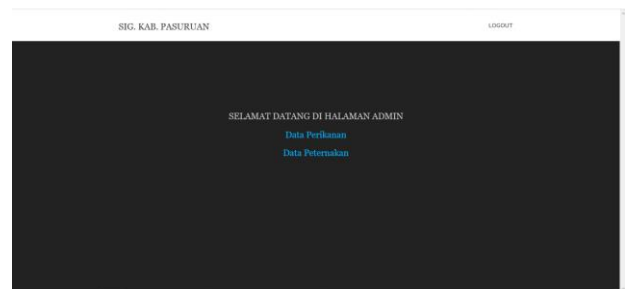 SIG. KAB. PASURUAN
LOGOUT
SELAMAT DATANG DI HALAMAN ADMIN
Data Perikanan
Data Peternakan